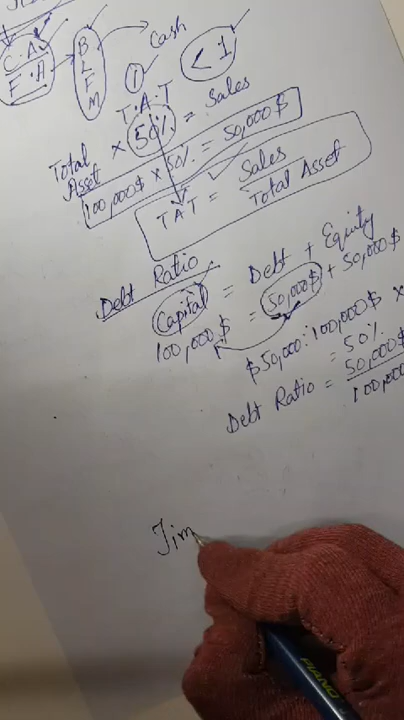 C.A
F.A
B
L
F
M
Cash
①
< 1
T.A.T
Total Asset × 50% = Sales
100,000$ × 50% = 50,000$
TAT = Sales / Total Asset
Debt Ratio
Capital = Debt + Equity
100,000$ = 50,000$ + 50,000$
$50,000 ÷ 100,000$ ×
= 50%
Debt Ratio = 50,000$ / 100,000
Jim